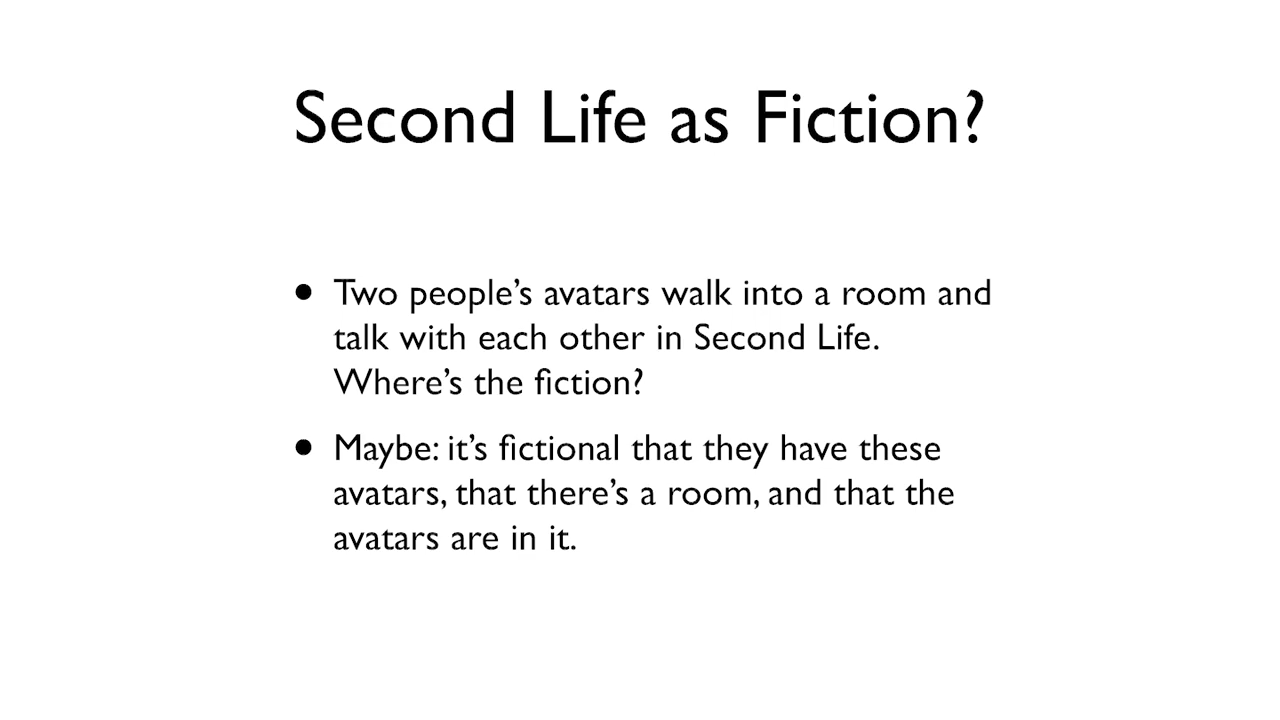 Second Life as Fiction?
• Two people’s avatars walk into a room and
talk with each other in Second Life.
Where’s the fiction?
• Maybe: it’s fictional that they have these
avatars, that there’s a room, and that the
avatars are in it.